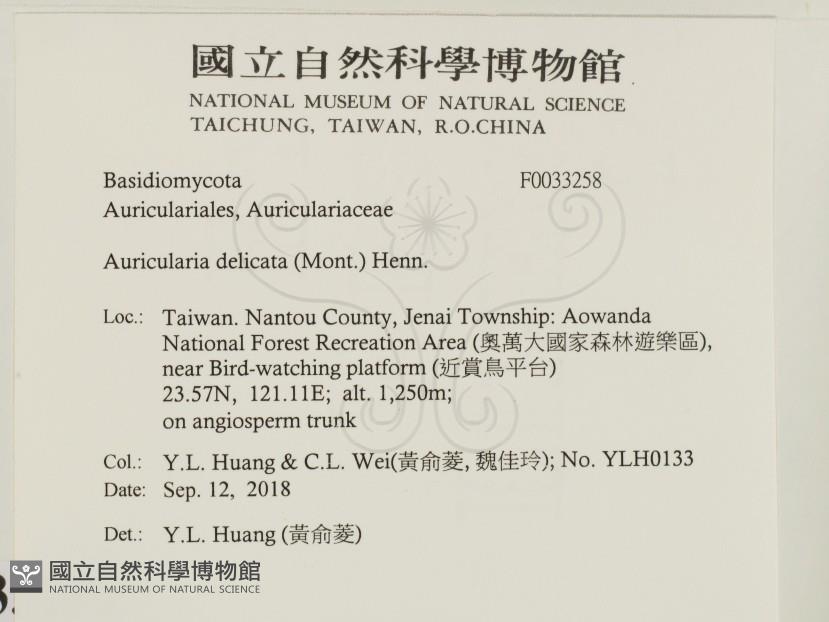 國立自然科學博物館
NATIONAL MUSEUM OF NATURAL SCIENCE
TAICHUNG, TAIWAN, R.O.CHINA
Basidiomycota F0033258
Auriculariales, Auriculariaceae
Auricularia delicata (Mont.) Henn.
Loc.: Taiwan. Nantou County, Jenai Township: Aowanda
National Forest Recreation Area (奧萬大國家森林遊樂區),
near Bird-watching platform (近賞鳥平台)
23.57N, 121.11E; alt. 1,250m;
on angiosperm trunk
Col.: Y.L. Huang & C.L. Wei(黃俞菱, 魏佳玲); No. YLH0133
Date: Sep. 12, 2018
Det.: Y.L. Huang (黃俞菱)
國立自然科學博物館
NATIONAL MUSEUM OF NATURAL SCIENCE